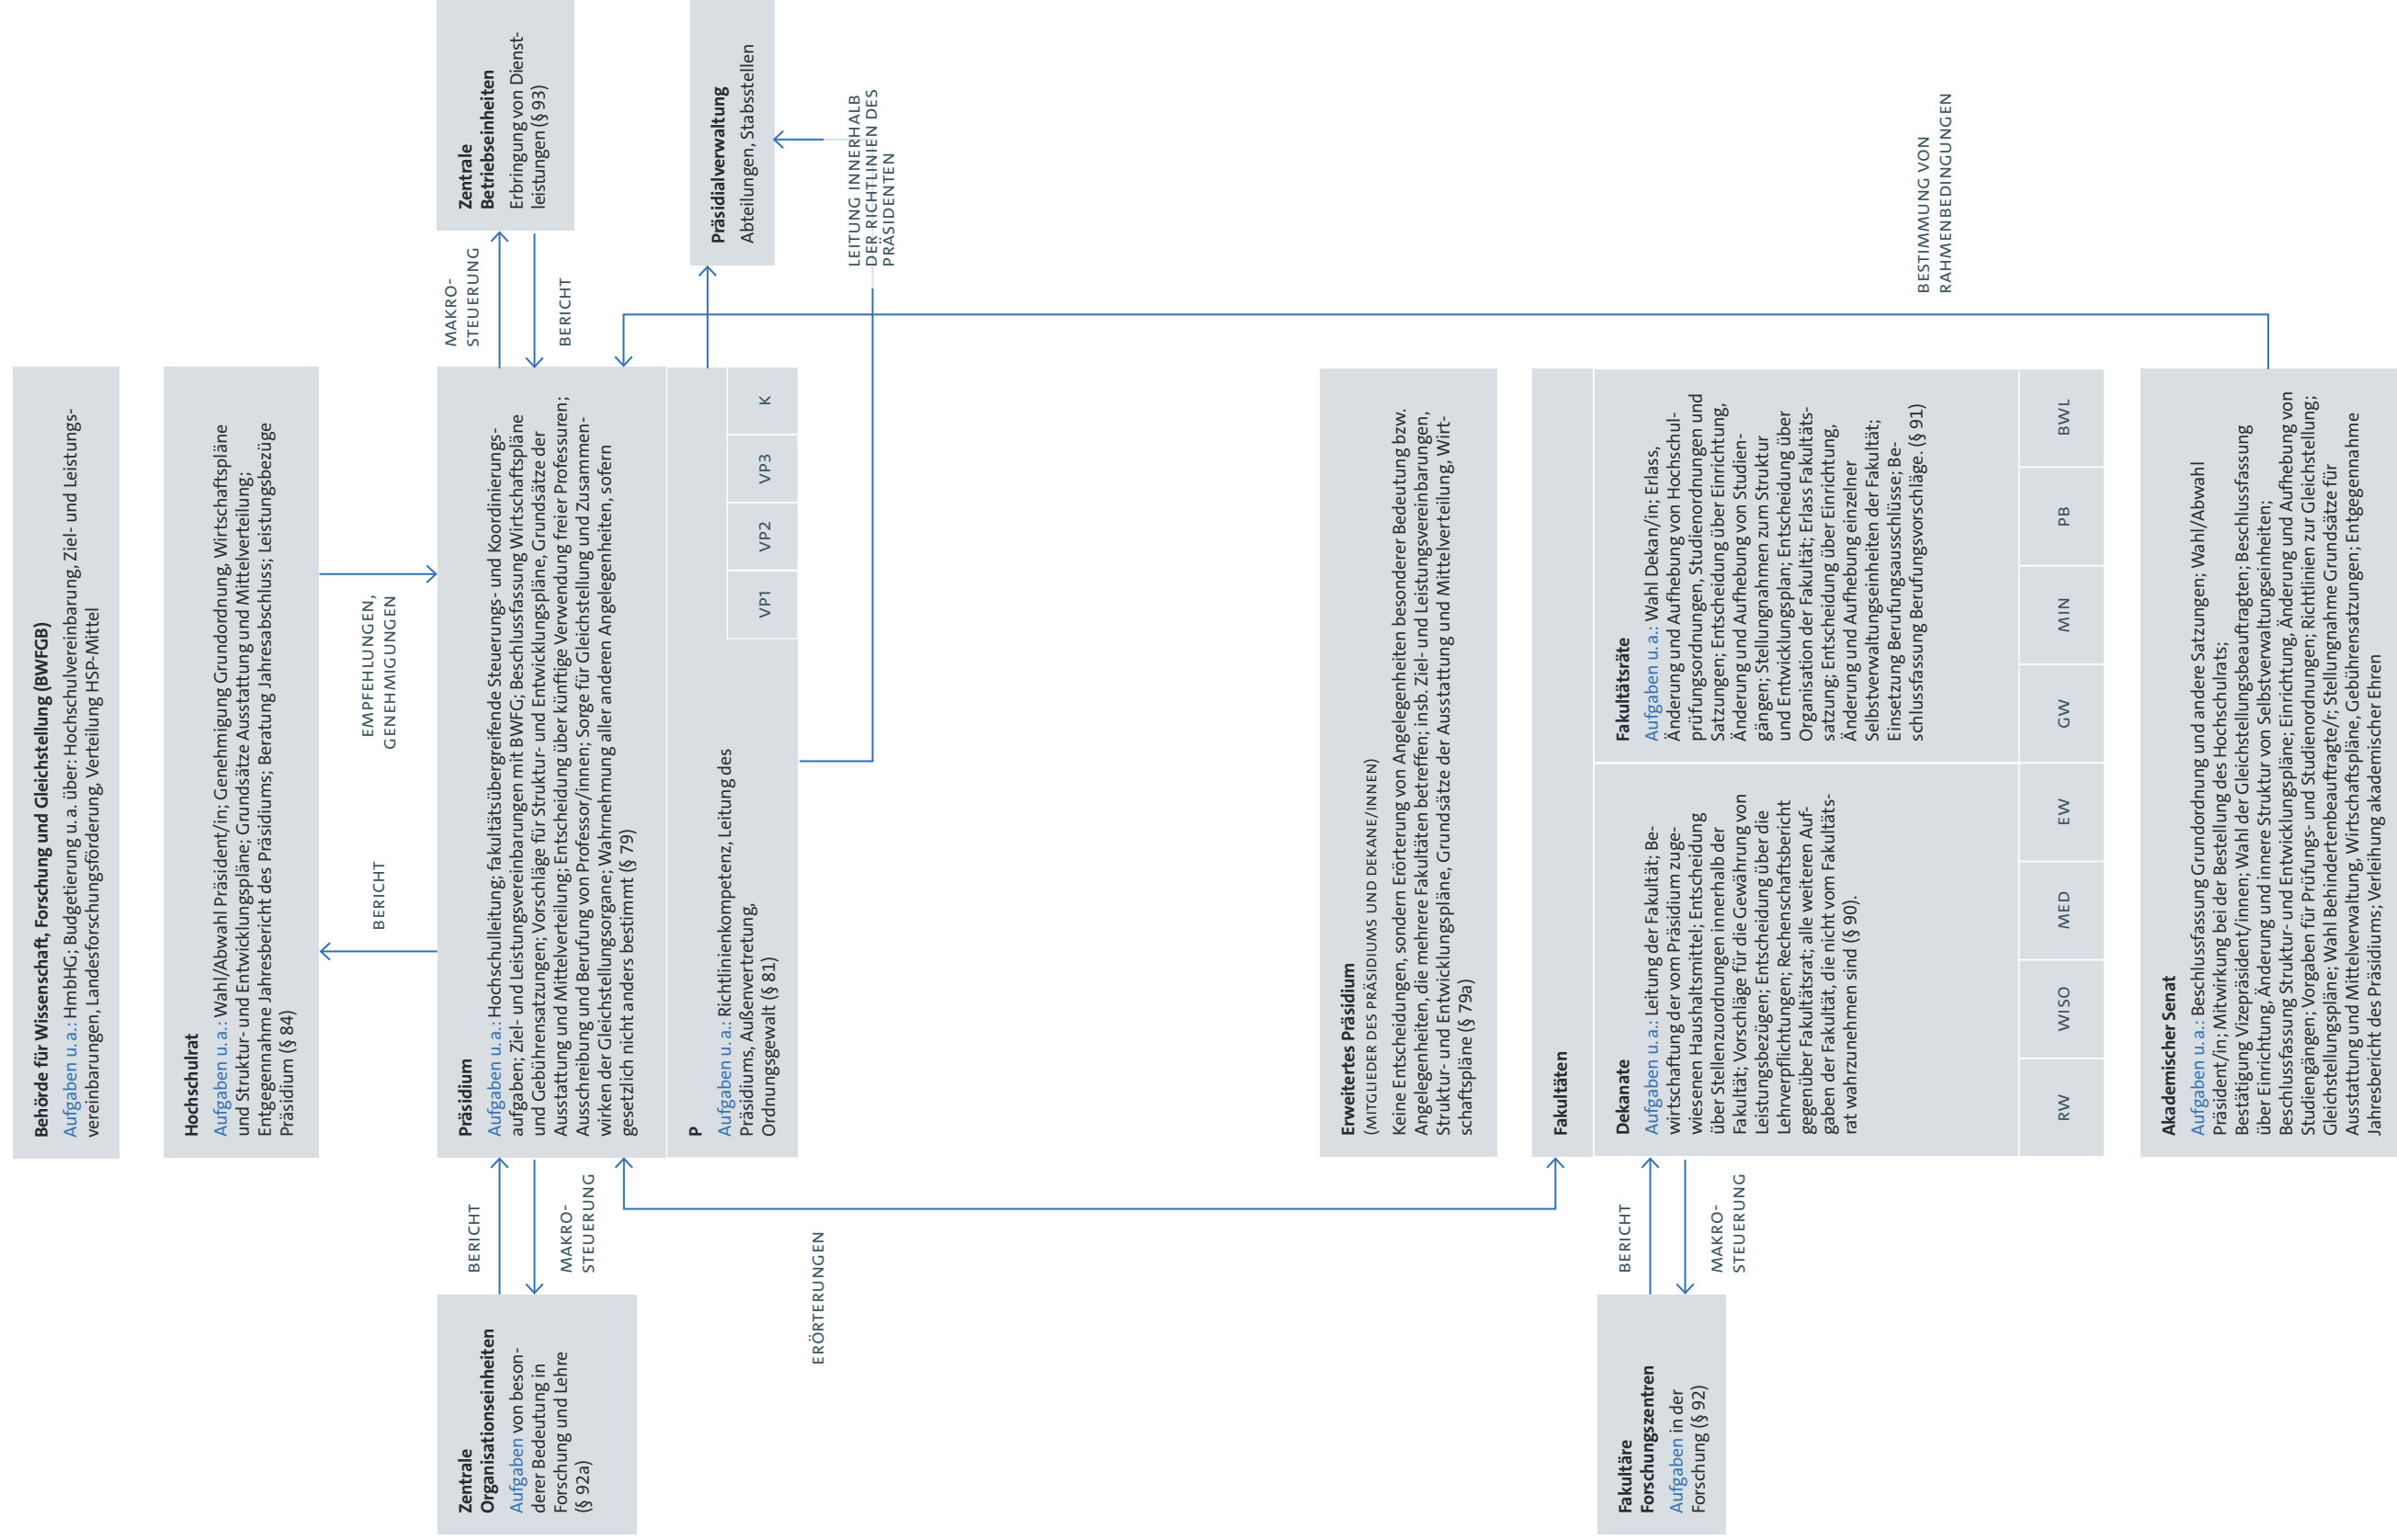 Behörde für Wissenschaft, Forschung und Gleichstellung (BWFGB)
Aufgaben u. a.: HmbHG; Budgetierung u. a. über: Hochschulvereinbarung, Ziel- und Leistungs-
vereinbarungen, Landesforschungsförderung, Verteilung HSP-Mittel
Hochschulrat
Aufgaben u. a.: Wahl/Abwahl Präsident/in; Genehmigung Grundordnung, Wirtschaftspläne
und Struktur- und Entwicklungspläne; Grundsätze Ausstattung und Mittelverteilung;
Entgegennahme Jahresbericht des Präsidiums; Beratung Jahresabschluss; Leistungsbezüge
Präsidium (§ 84)
BERICHT
EMPFEHLUNGEN,
GENEHMIGUNGEN
Zentrale
Organisationseinheiten
Aufgaben von beson-
derer Bedeutung in
Forschung und Lehre
(§ 92a)
BERICHT
MAKRO-
STEUERUNG
Präsidium
Aufgaben u. a.: Hochschulleitung; fakultätsübergreifende Steuerungs- und Koordinierungs-
aufgaben; Ziel- und Leistungsvereinbarungen mit BWFG; Beschlussfassung Wirtschaftspläne
und Gebührensatzungen; Vorschläge für Struktur- und Entwicklungspläne, Grundsätze der
Ausstattung und Mittelverteilung; Entscheidung über künftige Verwendung freier Professuren;
Ausschreibung und Berufung von Professor/innen; Sorge für Gleichstellung und Zusammen-
wirken der Gleichstellungsorgane; Wahrnehmung aller anderen Angelegenheiten, sofern
gesetzlich nicht anders bestimmt (§ 79)
P
Aufgaben u. a.: Richtlinienkompetenz, Leitung des
Präsidiums, Außenvertretung,
Ordnungsgewalt (§ 81)
VP1
VP2
VP3
K
MAKRO-
STEUERUNG
BERICHT
Zentrale
Betriebseinheiten
Erbringung von Dienst-
leistungen (§ 93)
Präsidialverwaltung
Abteilungen, Stabsstellen
LEITUNG INNERHALB
DER RICHTLINIEN DES
PRÄSIDENTEN
ERÖRTERUNGEN
Erweitertes Präsidium
(MITGLIEDER DES PRÄSIDIUMS UND DEKANE/INNEN)
Keine Entscheidungen, sondern Erörterung von Angelegenheiten besonderer Bedeutung bzw.
Angelegenheiten, die mehrere Fakultäten betreffen; insb. Ziel- und Leistungsvereinbarungen,
Struktur- und Entwicklungspläne, Grundsätze der Ausstattung und Mittelverteilung, Wirt-
schaftspläne (§ 79a)
Fakultäten
Dekanate
Aufgaben u. a.: Leitung der Fakultät; Be-
wirtschaftung der vom Präsidium zuge-
wiesenen Haushaltsmittel; Entscheidung
über Stellenzuordnungen innerhalb der
Fakultät; Vorschläge für die Gewährung von
Leistungsbezügen; Entscheidung über die
Lehrverpflichtungen; Rechenschaftsbericht
gegenüber Fakultätsrat; alle weiteren Auf-
gaben der Fakultät, die nicht vom Fakultäts-
rat wahrzunehmen sind (§ 90).
Fakultätsräte
Aufgaben u. a.: Wahl Dekan/in; Erlass,
Änderung und Aufhebung von Hochschul-
prüfungsordnungen, Studienordnungen und
Satzungen; Entscheidung über Einrichtung,
Änderung und Aufhebung von Studien-
gängen; Stellungnahmen zum Struktur
und Entwicklungsplan; Entscheidung über
Organisation der Fakultät; Erlass Fakultäts-
satzung; Entscheidung über Einrichtung,
Änderung und Aufhebung einzelner
Selbstverwaltungseinheiten der Fakultät;
Einsetzung Berufungsausschlüsse; Be-
schlussfassung Berufungsvorschläge. (§ 91)
RW
WISO
MED
EW
GW
MIN
PB
BWL
Fakultäre
Forschungszentren
Aufgaben in der
Forschung (§ 92)
BERICHT
MAKRO-
STEUERUNG
BESTIMMUNG VON
RAHMENBEDINGUNGEN
Akademischer Senat
Aufgaben u. a.: Beschlussfassung Grundordnung und andere Satzungen; Wahl/Abwahl
Präsident/in; Mitwirkung bei der Bestellung des Hochschulrats;
Bestätigung Vizepräsident/innen; Wahl der Gleichstellungsbeauftragten; Beschlussfassung
über Einrichtung, Änderung und innere Struktur von Selbstverwaltungseinheiten;
Beschlussfassung Struktur- und Entwicklungspläne; Einrichtung, Änderung und Aufhebung von
Studiengängen; Vorgaben für Prüfungs- und Studienordnungen; Richtlinien zur Gleichstellung;
Gleichstellungspläne; Wahl Behindertenbeauftragte/r; Stellungnahme Grundsätze für
Ausstattung und Mittelverwaltung, Wirtschaftspläne, Gebührensatzungen; Entgegennahme
Jahresbericht des Präsidiums; Verleihung akademischer Ehren